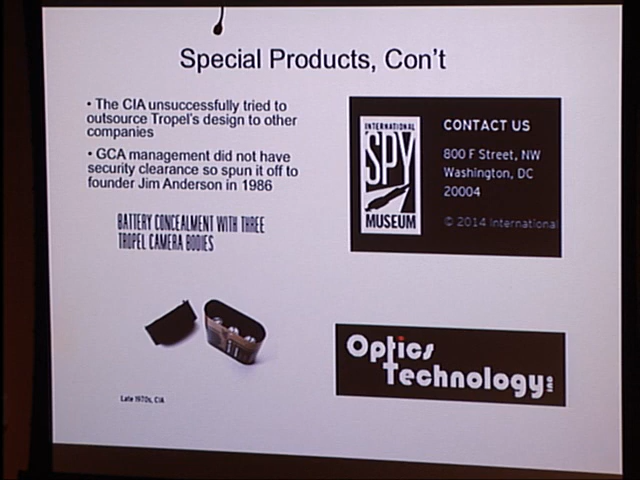 Special Products, Con't
• The CIA unsuccessfully tried to
outsource Tropel's design to other
companies
• GCA management did not have
security clearance so spun it off to
founder Jim Anderson in 1986
BATTERY CONCEALMENT WITH THREE
TROPEL CAMERA BODIES
Late 1970s, CIA
INTERNATIONAL
SPY
MUSEUM
CONTACT US
800 F Street, NW
Washington, DC
20004
© 2014 International
Optics
Technology inc